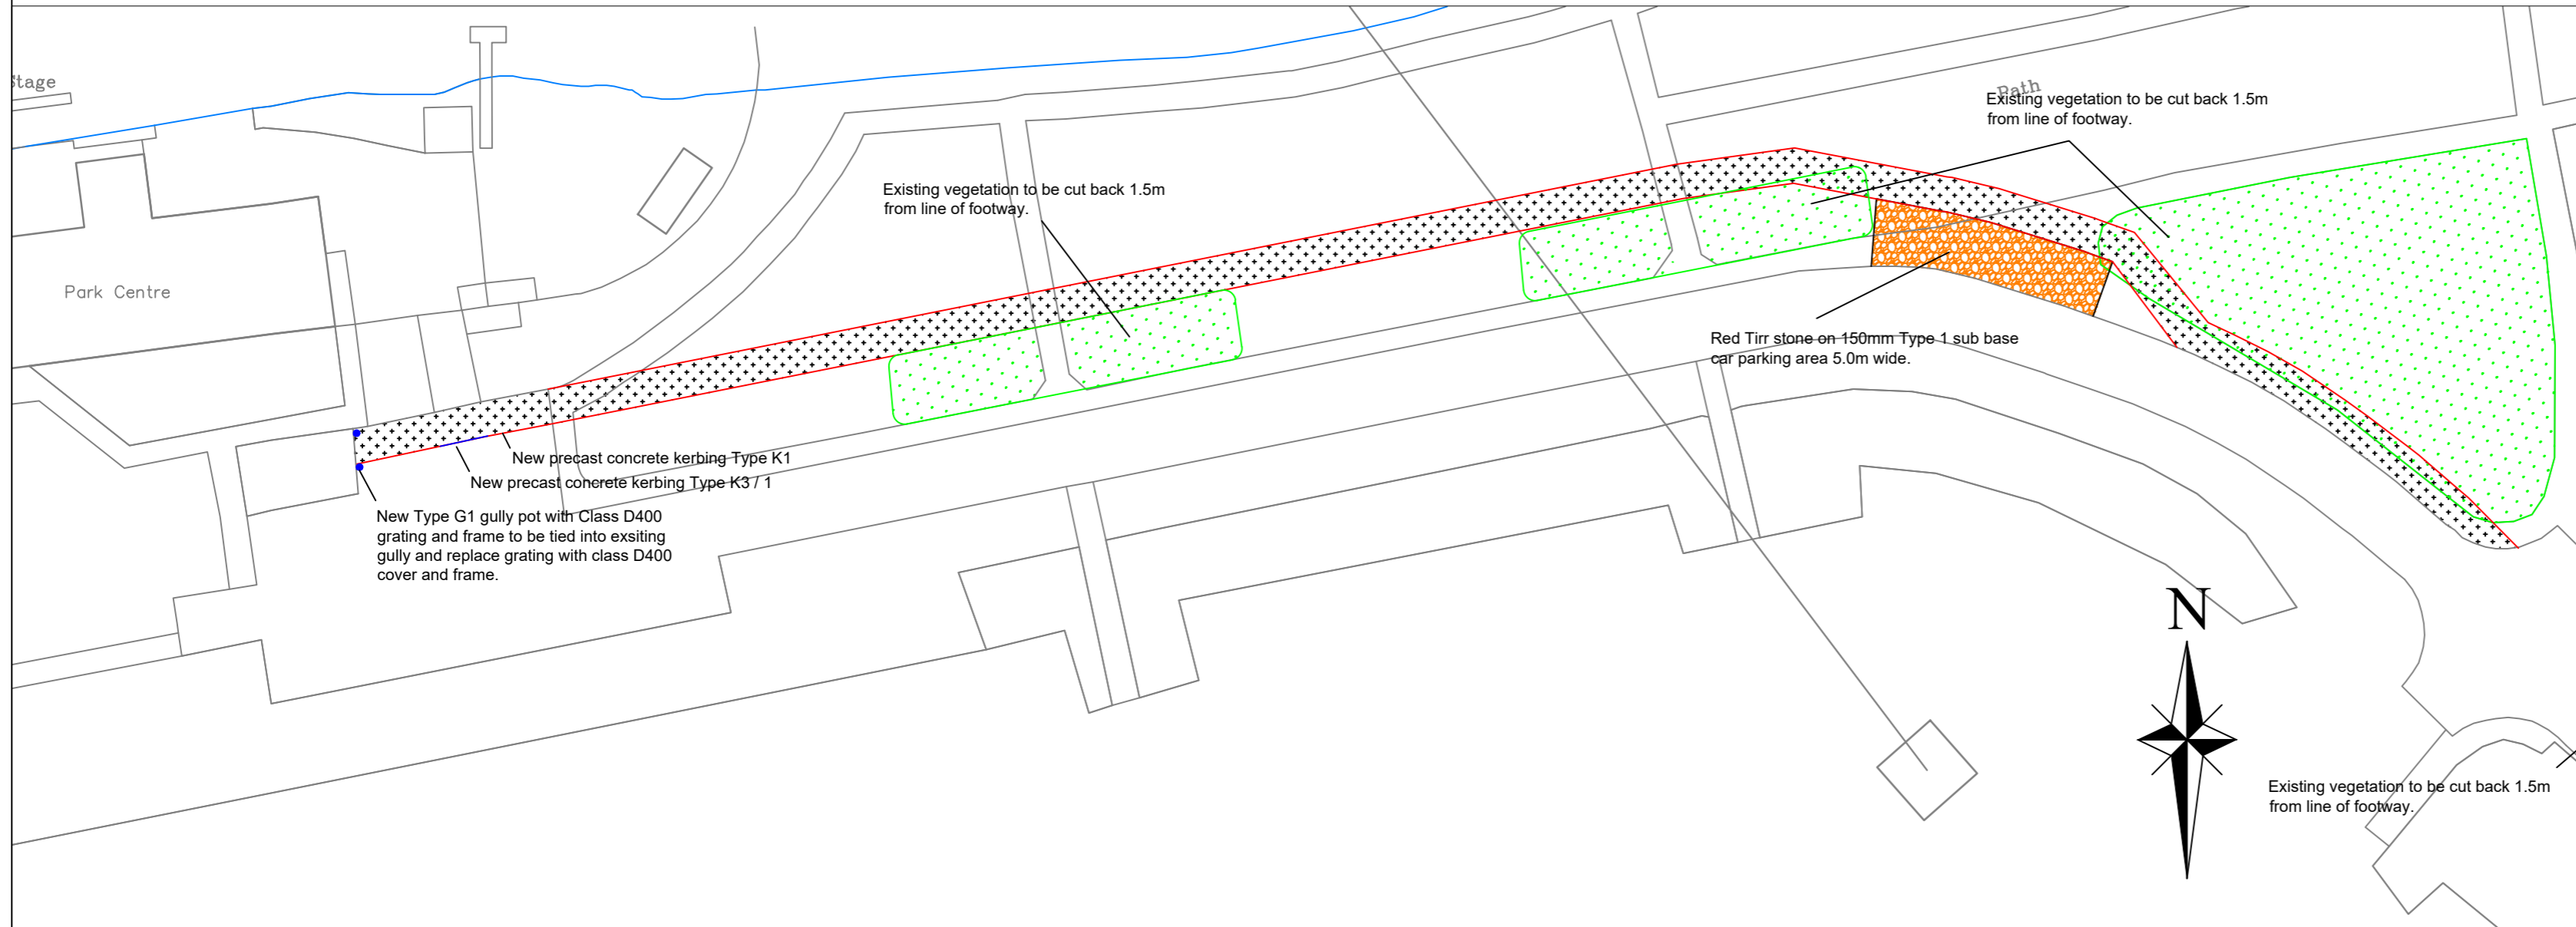 Stage
Path
Existing vegetation to be cut back 1.5m
from line of footway.
Existing vegetation to be cut back 1.5m
from line of footway.
Park Centre
Red Tirr stone on 150mm Type 1 sub base
car parking area 5.0m wide.
New precast concrete kerbing Type K1
New precast concrete kerbing Type K3 / 1
New Type G1 gully pot with Class D400
grating and frame to be tied into exsiting
gully and replace grating with class D400
cover and frame.
N
Existing vegetation to be cut back 1.5m
from line of footway.